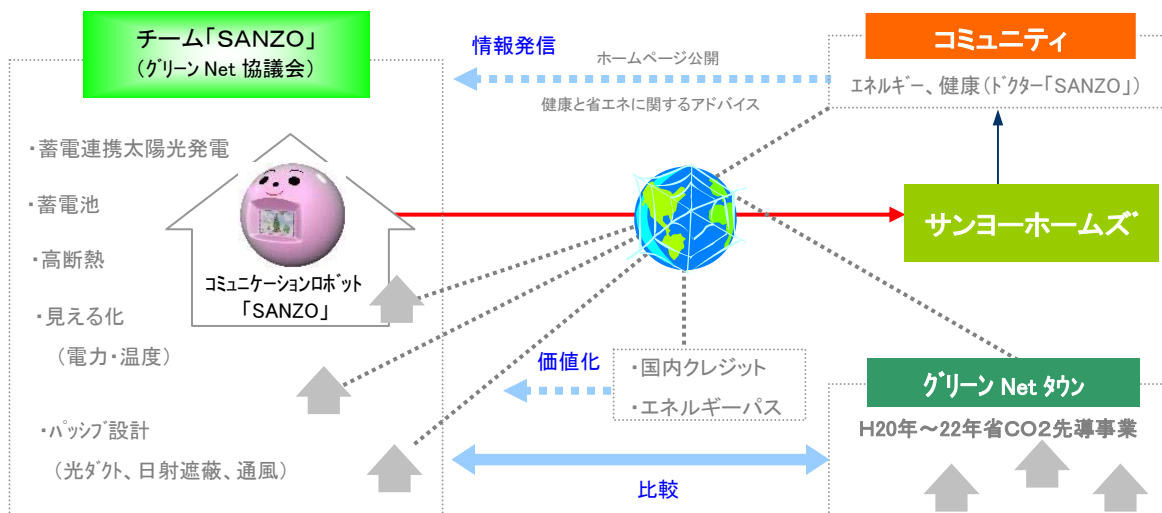 チーム「SANZO」
(グリーン Net 協議会)
・蓄電連携太陽光発電
・蓄電池
・高断熱
・見える化
(電力・温度)
・パッシブ設計
(光ダクト、日射遮蔽、通風)
コミュニケーションロボット
「SANZO」
情報発信
ホームページ公開
健康と省エネに関するアドバイス
価値化
・国内クレジット
・エネルギーパス
比較
コミュニティ
エネルギー、健康(ドクター「SANZO」)
サンヨーホームズ
グリーン Net タウン
H20年～22年省CO2先導事業